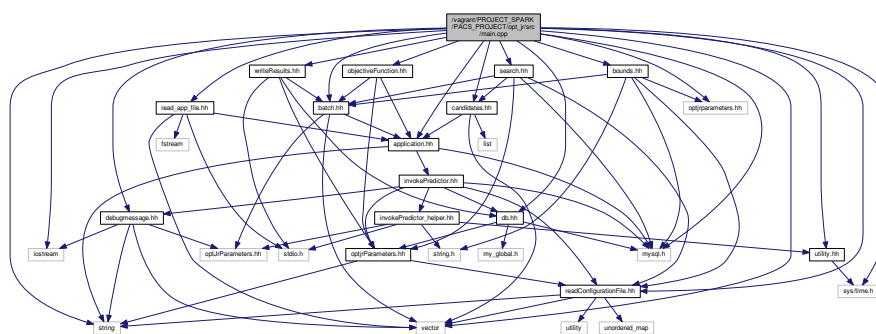 /vagrant/PROJECT_SPARK
/PACS_PROJECT/opt_jr/src
/main.cpp
writeResults.hh
objectiveFunction.hh
search.hh
bounds.hh
read_app_file.hh
batch.hh
candidates.hh
optjrparameters.hh
fstream
application.hh
list
invokePredictor.hh
debugmessage.hh
invokePredictor_helper.hh
db.hh
iostream
optJrParameters.hh
stdio.h
optjrParameters.hh
string.h
my_global.h
mysql.h
utility.hh
readConfigurationFile.hh
sys/time.h
string
vector
utility
unordered_map